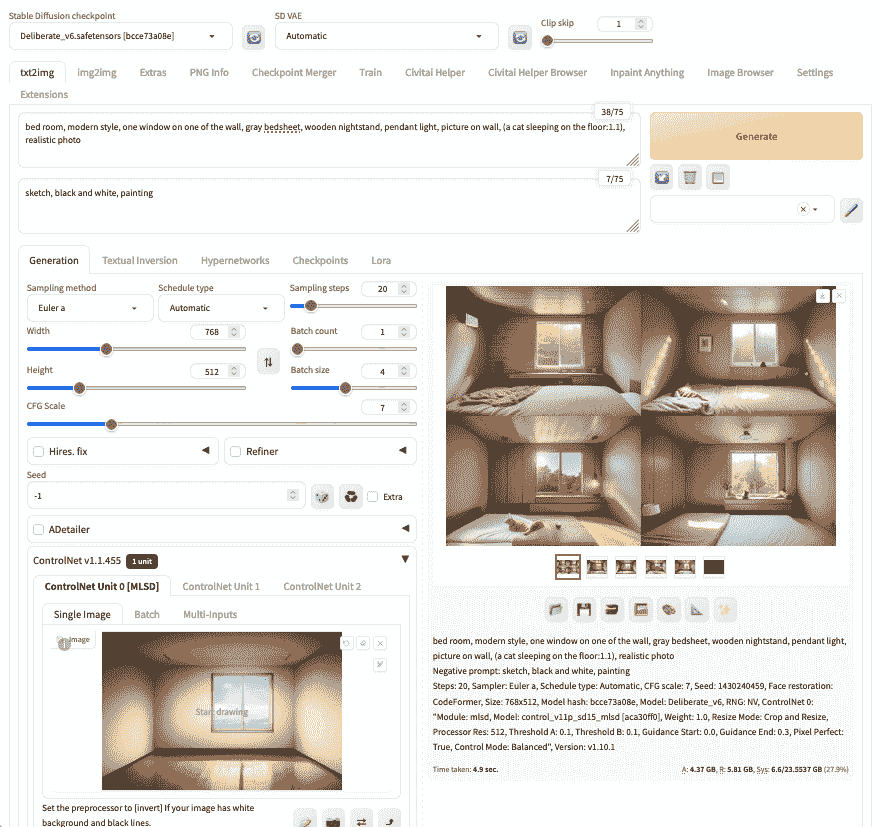 Stable Diffusion checkpoint
SD VAE
Clip skip
1
Deliberate_v6.safetensors [bcce73a08e]
Automatic
txt2img
img2img
Extras
PNG Info
Checkpoint Merger
Train
Civitai Helper
Civitai Helper Browser
Inpaint Anything
Image Browser
Settings
Extensions
38/75
bed room, modern style, one window on one of the wall, gray bedsheet, wooden nightstand, pendant light, picture on wall, (a cat sleeping on the floor:1.1),
realistic photo
Generate
7/75
sketch, black and white, painting
Generation
Textual Inversion
Hypernetworks
Checkpoints
Lora
Sampling method
Schedule type
Sampling steps
20
Euler a
Automatic
Width
768
Batch count
1
Height
512
Batch size
4
CFG Scale
7
Hires. fix
Refiner
Seed
-1
Extra
ADetailer
ControlNet v1.1.455
1 unit
ControlNet Unit 0 [MLSD]
ControlNet Unit 1
ControlNet Unit 2
Single Image
Batch
Multi-Inputs
Image
Start drawing
Set the preprocessor to [invert] If your image has white
background and black lines.
bed room, modern style, one window on one of the wall, gray bedsheet, wooden nightstand, pendant light,
picture on wall, (a cat sleeping on the floor:1.1), realistic photo
Negative prompt: sketch, black and white, painting
Steps: 20, Sampler: Euler a, Schedule type: Automatic, CFG scale: 7, Seed: 1430240459, Face restoration:
CodeFormer, Size: 768x512, Model hash: bcce73a08e, Model: Deliberate_v6, RNG: NV, ControlNet 0:
"Module: mlsd, Model: control_v11p_sd15_mlsd [aca30ff0], Weight: 1.0, Resize Mode: Crop and Resize,
Processor Res: 512, Threshold A: 0.1, Threshold B: 0.1, Guidance Start: 0.0, Guidance End: 0.3, Pixel Perfect:
True, Control Mode: Balanced", Version: v1.10.1
Time taken: 4.9 sec.
A: 4.37 GB, R: 5.81 GB, Sys: 6.6/23.5537 GB (27.9%)